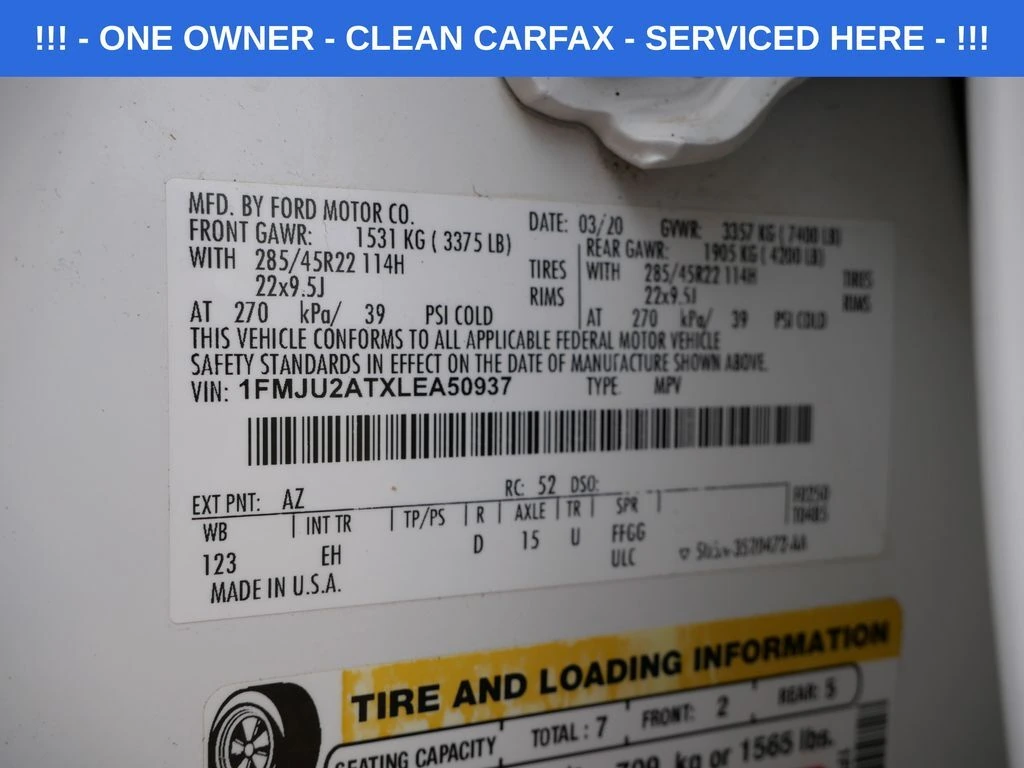 !!! - ONE OWNER - CLEAN CARFAX - SERVICED HERE - !!!
MFD. BY FORD MOTOR CO. DATE: 03/20 GVWR: 3357 KG ( 7400 LB)
FRONT GAWR: 1531 KG ( 3375 LB) REAR GAWR: 1905 KG ( 4200 LB)
WITH 285/45R22 114H TIRES WITH 285/45R22 114H TIRES
22x9.5J RIMS 22x9.5J RIMS
AT 270 kPa/ 39 PSI COLD AT 270 kPa/ 39 PSI COLD
THIS VEHICLE CONFORMS TO ALL APPLICABLE FEDERAL MOTOR VEHICLE
SAFETY STANDARDS IN EFFECT ON THE DATE OF MANUFACTURE SHOWN ABOVE.
VIN: 1FMJU2ATXLEA50937 TYPE: MPV
EXT PNT: AZ RC: 52 DSO:
WB INT TR TP/PS R AXLE TR SPR
123 EH D 15 U FFGG
ULC
MADE IN U.S.A.
TIRE AND LOADING INFORMATION
SEATING CAPACITY TOTAL : 7 FRONT: 2 REAR: 5
kg or 1565 lbs.